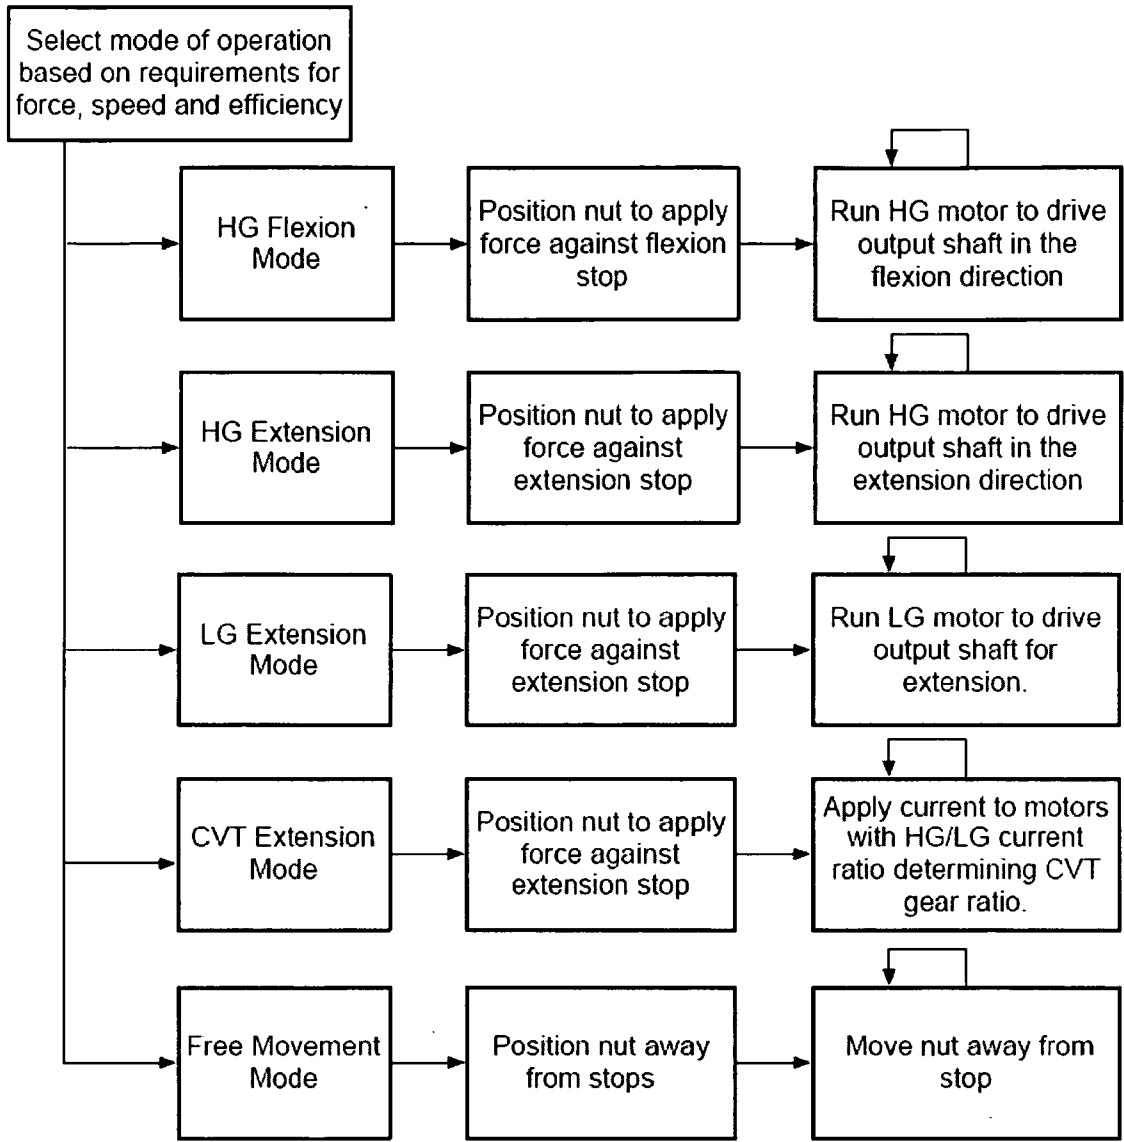 Select mode of operation
based on requirements for
force, speed and efficiency
HG Flexion
Mode
Position nut to apply
force against flexion
stop
Run HG motor to drive
output shaft in the
flexion direction
HG Extension
Mode
Position nut to apply
force against
extension stop
Run HG motor to drive
output shaft in the
extension direction
LG Extension
Mode
Position nut to apply
force against
extension stop
Run LG motor to drive
output shaft for
extension.
CVT Extension
Mode
Position nut to apply
force against
extension stop
Apply current to motors
with HG/LG current
ratio determining CVT
gear ratio.
Free Movement
Mode
Position nut away
from stops
Move nut away from
stop